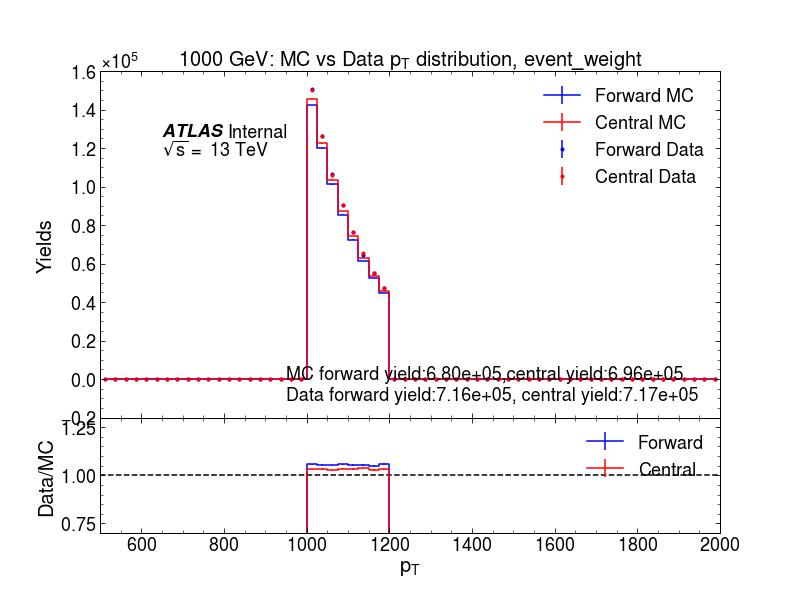 ×10⁵
1000 GeV: MC vs Data p_T distribution, event_weight
1.6
1.4
1.2
1.0
0.8
0.6
0.4
0.2
0.0
0.2
Yields
ATLAS Internal
√s = 13 TeV
Forward MC
Central MC
Forward Data
Central Data
MC forward yield:6.80e+05,central yield:6.96e+05
Data forward yield:7.16e+05, central yield:7.17e+05
1.25
1.00
0.75
Data/MC
Forward
Central
600 800 1000 1200 1400 1600 1800 2000
p_T